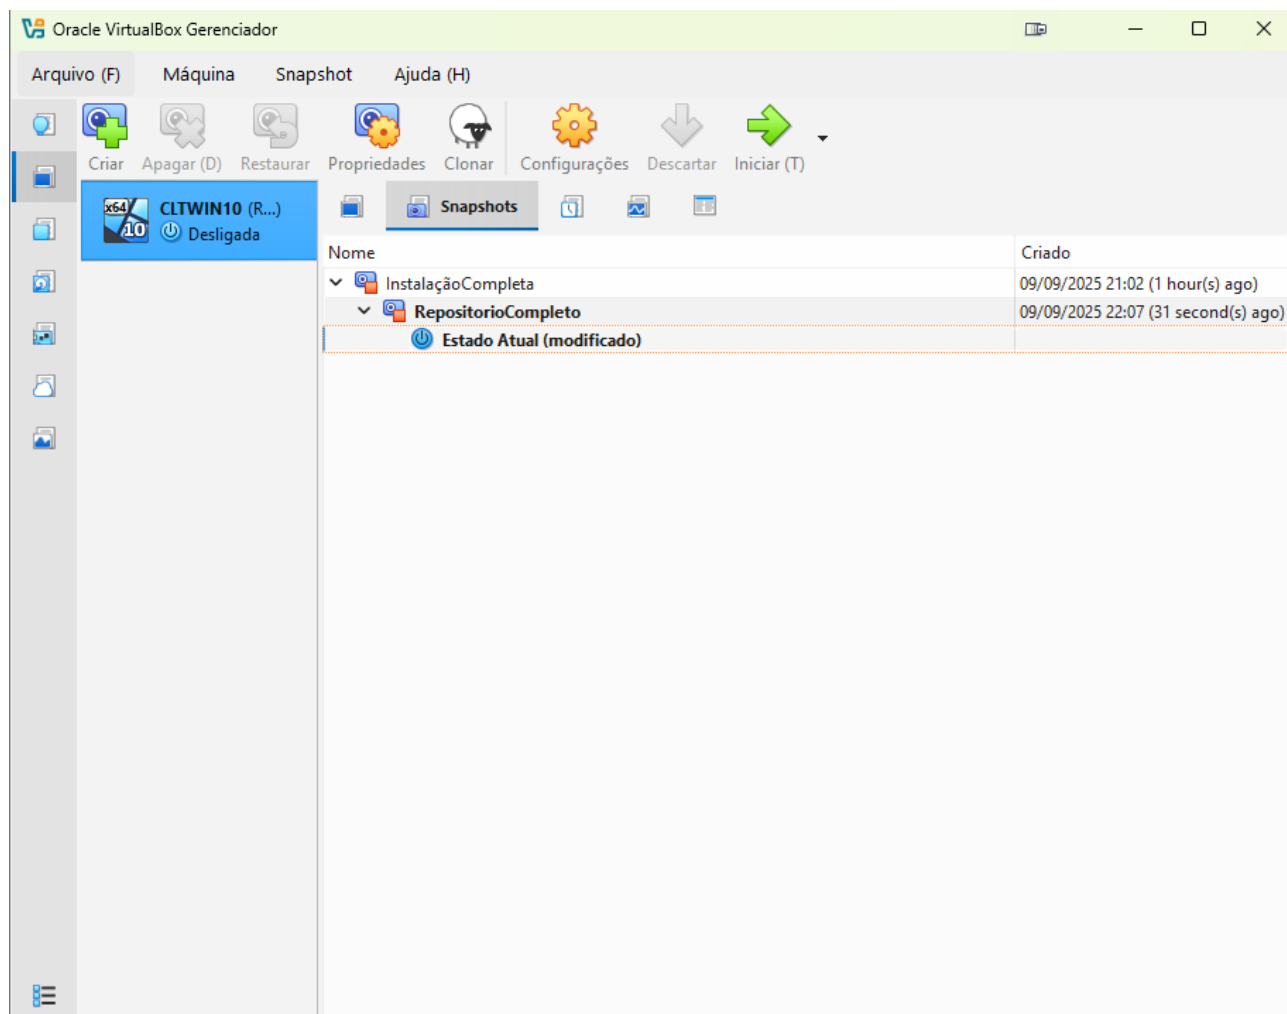 Oracle VirtualBox Gerenciador
Arquivo (F) Máquina Snapshot Ajuda (H)
Criar Apagar (D) Restaurar Propriedades Clonar Configurações Descartar Iniciar (T)
x64 10 CLTWIN10 (R...)
Desligada
Snapshots
Nome Criado
InstalaçãoCompleta 09/09/2025 21:02 (1 hour(s) ago)
RepositorioCompleto 09/09/2025 22:07 (31 second(s) ago)
Estado Atual (modificado)